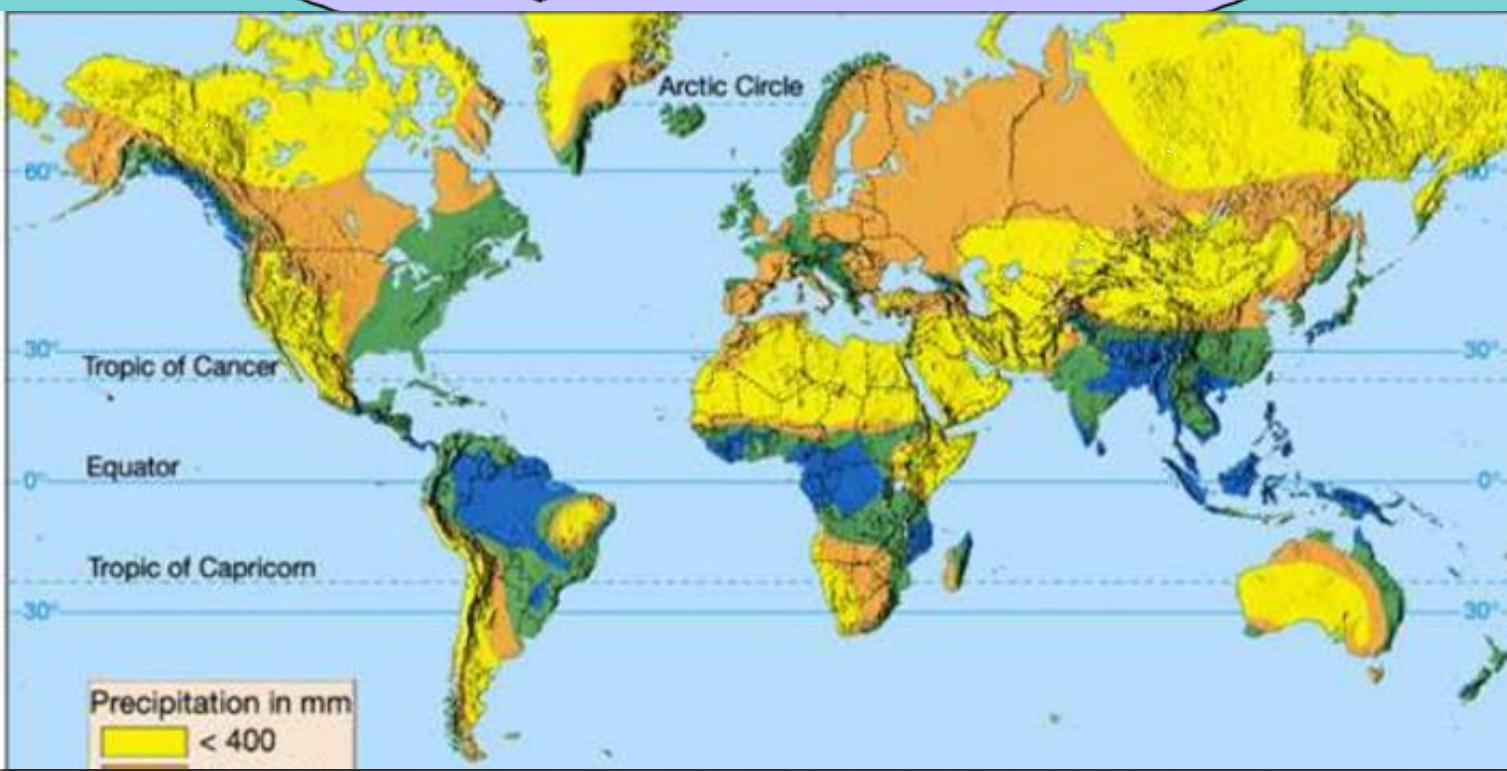 Arctic Circle
60°
60°
30°
30°
Tropic of Cancer
Equator
0°
0°
Tropic of Capricorn
30°
30°
Precipitation in mm
< 400